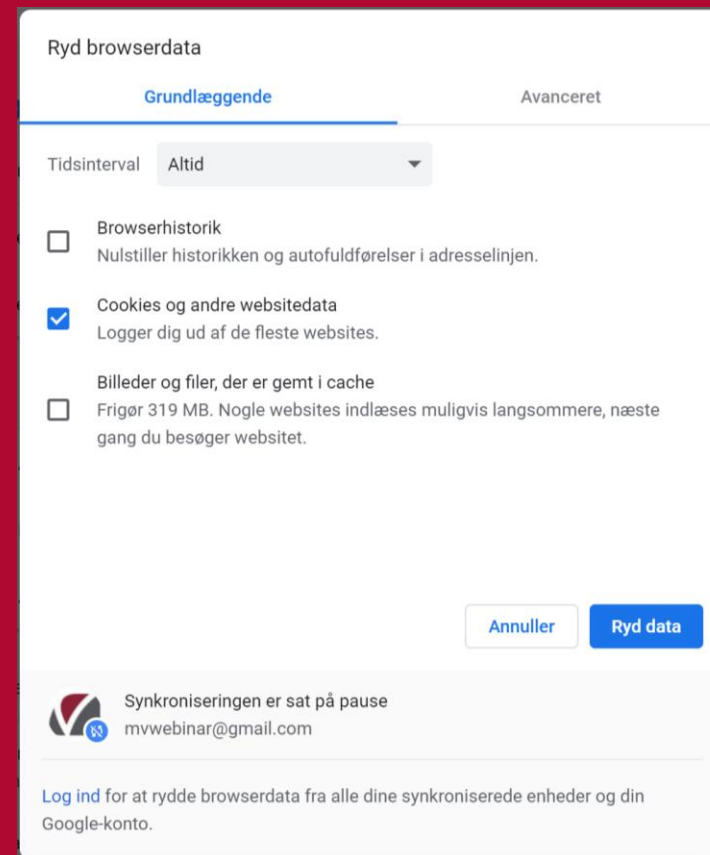 Ryd browserdata
Grundlæggende
Avanceret
Tidsinterval
Altid
Browserhistorik
Nulstiller historikken og autofuldførelser i adresselinjen.
Cookies og andre websitedata
Logger dig ud af de fleste websites.
Billeder og filer, der er gemt i cache
Frigør 319 MB. Nogle websites indlæses muligvis langsommere, næste
gang du besøger websitet.
Annuller
Ryd data
Synkroniseringen er sat på pause
mvwebinar@gmail.com
Log ind for at rydde browserdata fra alle dine synkroniserede enheder og din
Google-konto.